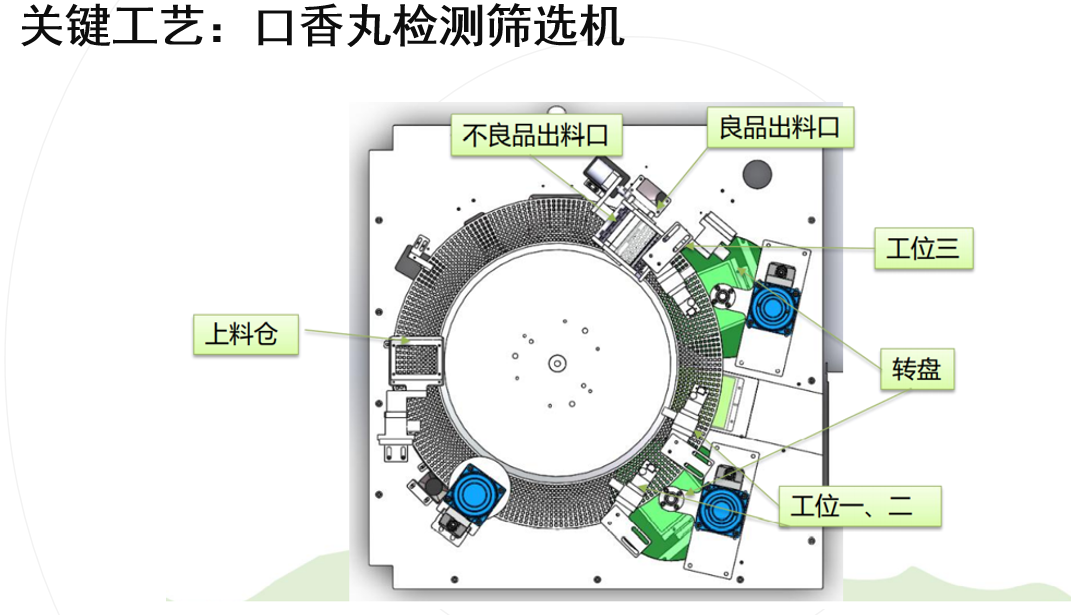 关键工艺：口香丸检测筛选机
不良品出料口
良品出料口
工位三
上料仓
转盘
工位一、二